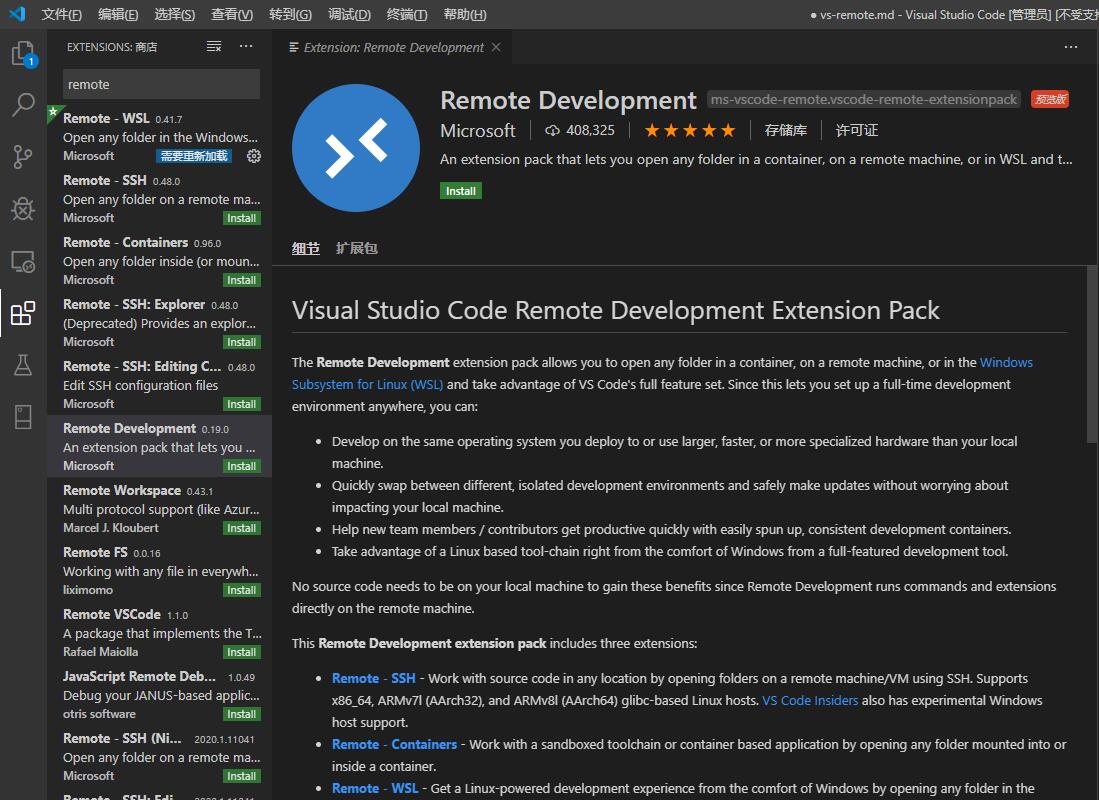 文件(F) 编辑(E) 选择(S) 查看(V) 转到(G) 调试(D) 终端(T) 帮助(H)
● vs-remote.md - Visual Studio Code [管理员] [不受支持
EXTENSIONS: 商店
remote
Remote - WSL 0.41.7
Open any folder in the Windows...
Microsoft 需要重新加载
Remote - SSH 0.48.0
Open any folder on a remote ma...
Microsoft Install
Remote - Containers 0.96.0
Open any folder inside (or moun...
Microsoft Install
Remote - SSH: Explorer 0.48.0
(Deprecated) Provides an explor...
Microsoft Install
Remote - SSH: Editing C... 0.48.0
Edit SSH configuration files
Microsoft Install
Remote Development 0.19.0
An extension pack that lets you ...
Microsoft Install
Remote Workspace 0.43.1
Multi protocol support (like Azur...
Marcel J. Kloubert Install
Remote FS 0.0.16
Working with any file in everywh...
liximomo Install
Remote VSCode 1.1.0
A package that implements the T...
Rafael Maiolla Install
JavaScript Remote Deb... 1.0.49
Debug your JANUS-based applic...
otris software Install
Remote - SSH (Ni... 2020.1.11041
Open any folder on a remote ma...
Microsoft Install
Remote - SSH: Edi... 2020.1.11041
1
Extension: Remote Development
Remote Development ms-vscode-remote.vscode-remote-extensionpack 预览版
Microsoft 408,325 ★★★★★ 存储库 许可证
An extension pack that lets you open any folder in a container, on a remote machine, or in WSL and t...
Install
细节 扩展包
Visual Studio Code Remote Development Extension Pack
The Remote Development extension pack allows you to open any folder in a container, on a remote machine, or in the Windows
Subsystem for Linux (WSL) and take advantage of VS Code's full feature set. Since this lets you set up a full-time development
environment anywhere, you can:
• Develop on the same operating system you deploy to or use larger, faster, or more specialized hardware than your local
machine.
• Quickly swap between different, isolated development environments and safely make updates without worrying about
impacting your local machine.
• Help new team members / contributors get productive quickly with easily spun up, consistent development containers.
• Take advantage of a Linux based tool-chain right from the comfort of Windows from a full-featured development tool.
No source code needs to be on your local machine to gain these benefits since Remote Development runs commands and extensions
directly on the remote machine.
This Remote Development extension pack includes three extensions:
• Remote - SSH - Work with source code in any location by opening folders on a remote machine/VM using SSH. Supports
x86_64, ARMv7l (AArch32), and ARMv8l (AArch64) glibc-based Linux hosts. VS Code Insiders also has experimental Windows
host support.
• Remote - Containers - Work with a sandboxed toolchain or container based application by opening any folder mounted into or
inside a container.
• Remote - WSL - Get a Linux-powered development experience from the comfort of Windows by opening any folder in the